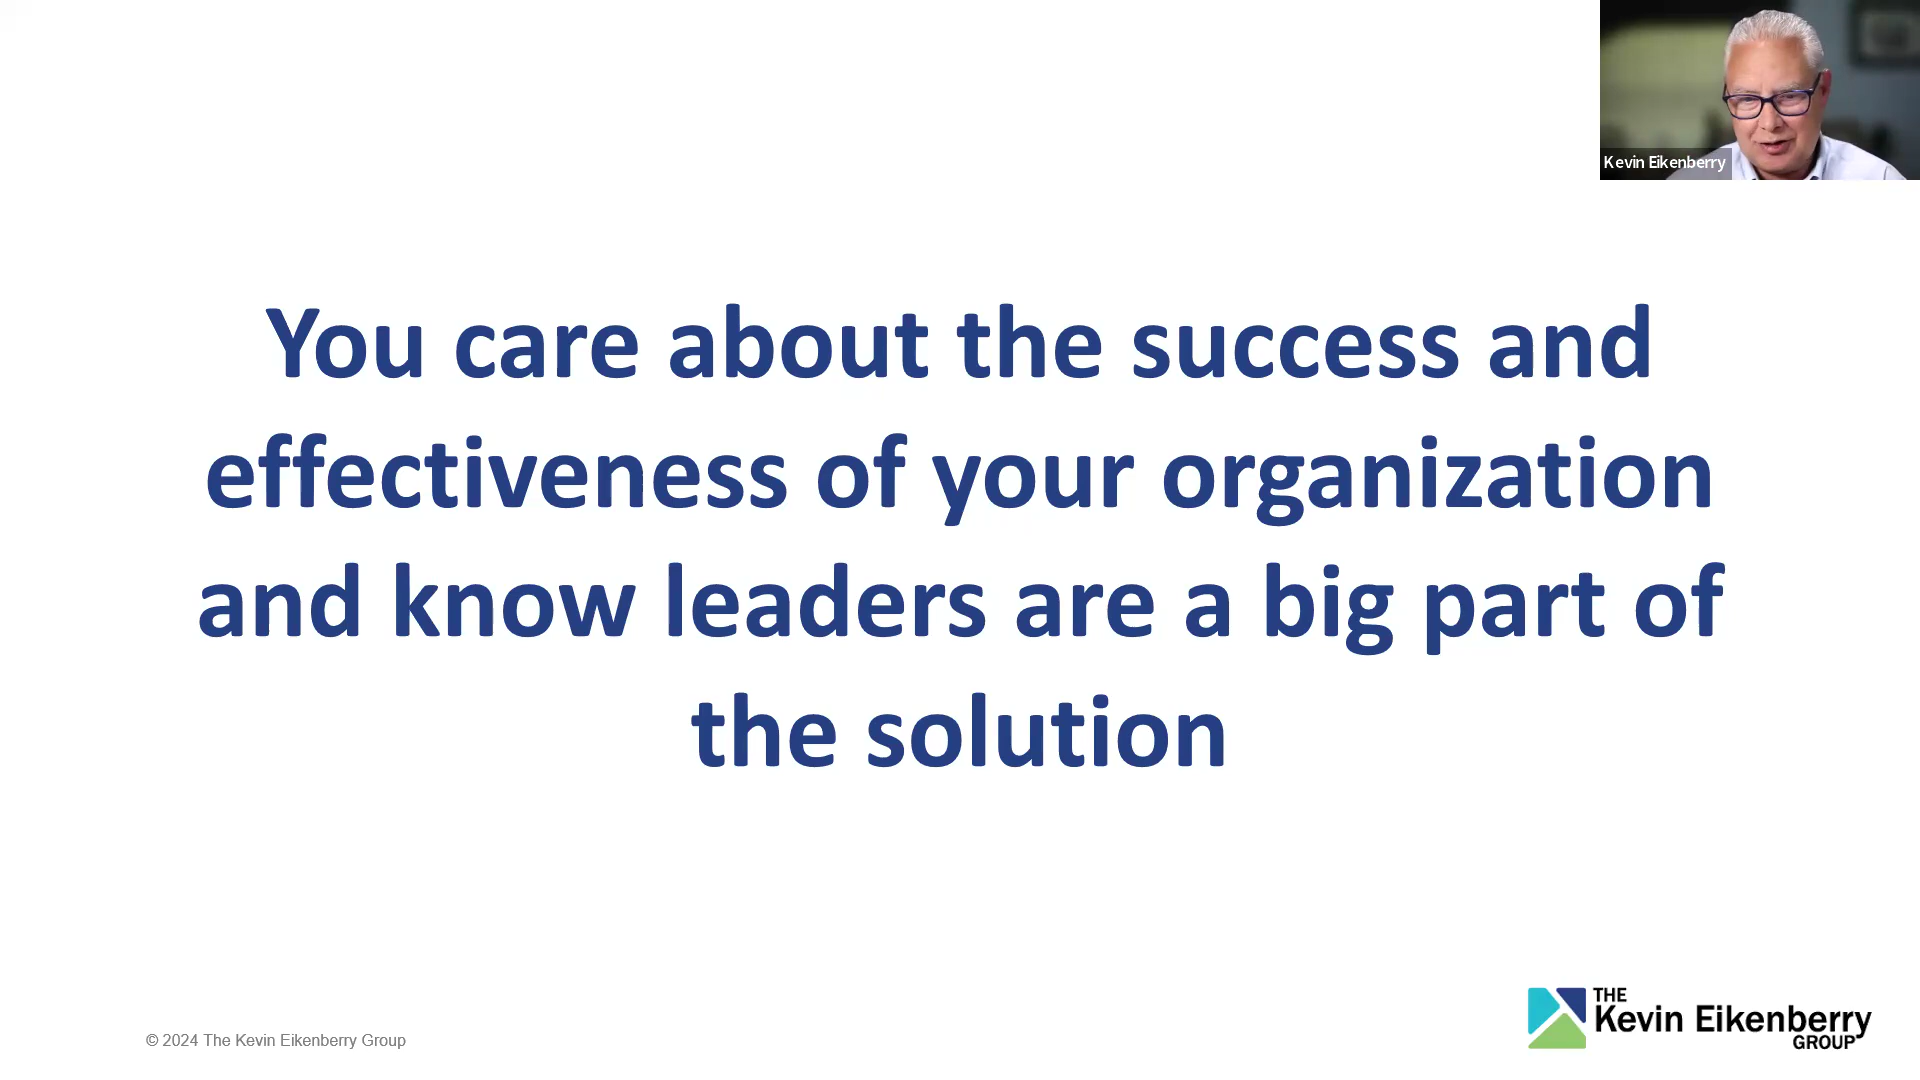 Kevin Eikenberry
You care about the success and
effectiveness of your organization
and know leaders are a big part of
the solution
© 2024 The Kevin Eikenberry Group
THE
Kevin Eikenberry
GROUP